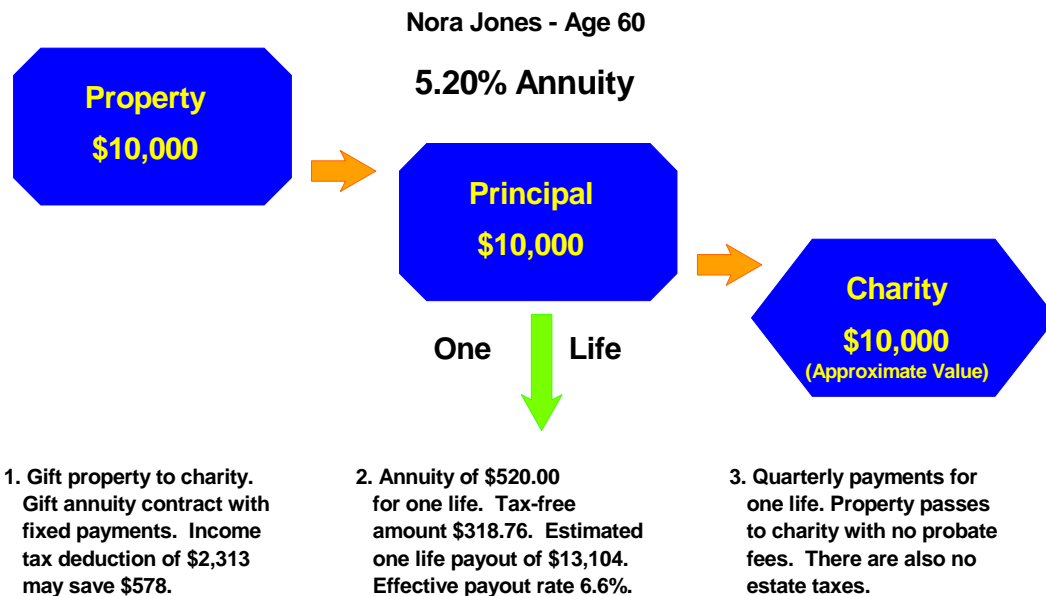 Nora Jones - Age 60
5.20% Annuity
Property
$10,000
Principal
$10,000
Charity
$10,000
(Approximate Value)
One Life
1. Gift property to charity.
Gift annuity contract with
fixed payments. Income
tax deduction of $2,313
may save $578.
2. Annuity of $520.00
for one life. Tax-free
amount $318.76. Estimated
one life payout of $13,104.
Effective payout rate 6.6%.
3. Quarterly payments for
one life. Property passes
to charity with no probate
fees. There are also no
estate taxes.